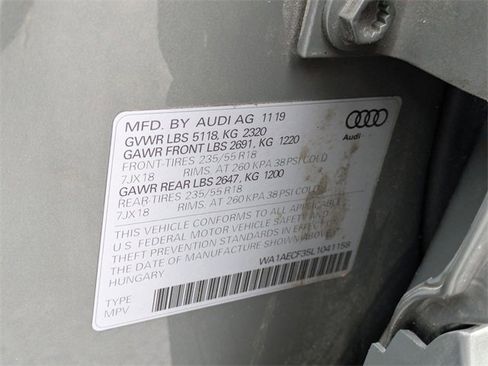 MFD. BY AUDI AG 11 19
GVWR LBS 5118, KG 2320
GAWR FRONT LBS 2691, KG 1220
FRONT-TIRES 235/55 R18
7JX18 RIMS. AT 260 KPA 38 PSI COLD
GAWR REAR LBS 2647, KG 1200
REAR-TIRES 235/55 R18
7JX18 RIMS. AT 260 KPA 38 PSI COLD
THIS VEHICLE CONFORMS TO ALL APPLICABLE
U.S. FEDERAL MOTOR VEHICLE SAFETY AND
THEFT PREVENTION STANDARDS IN EFFECT ON
THE DATE OF MANUFACTURE SHOWN ABOVE
HUNGARY
WA1AECF3SL1041158
TYPE
MPV
Audi